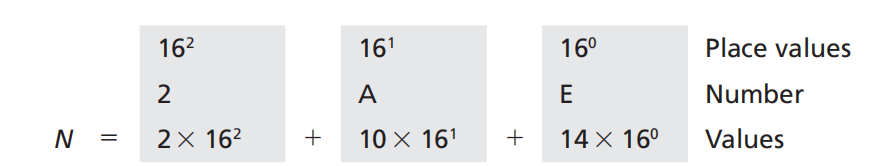 16² 16¹ 16⁰ Place values
2 A E Number
N = 2 × 16² + 10 × 16¹ + 14 × 16⁰ Values